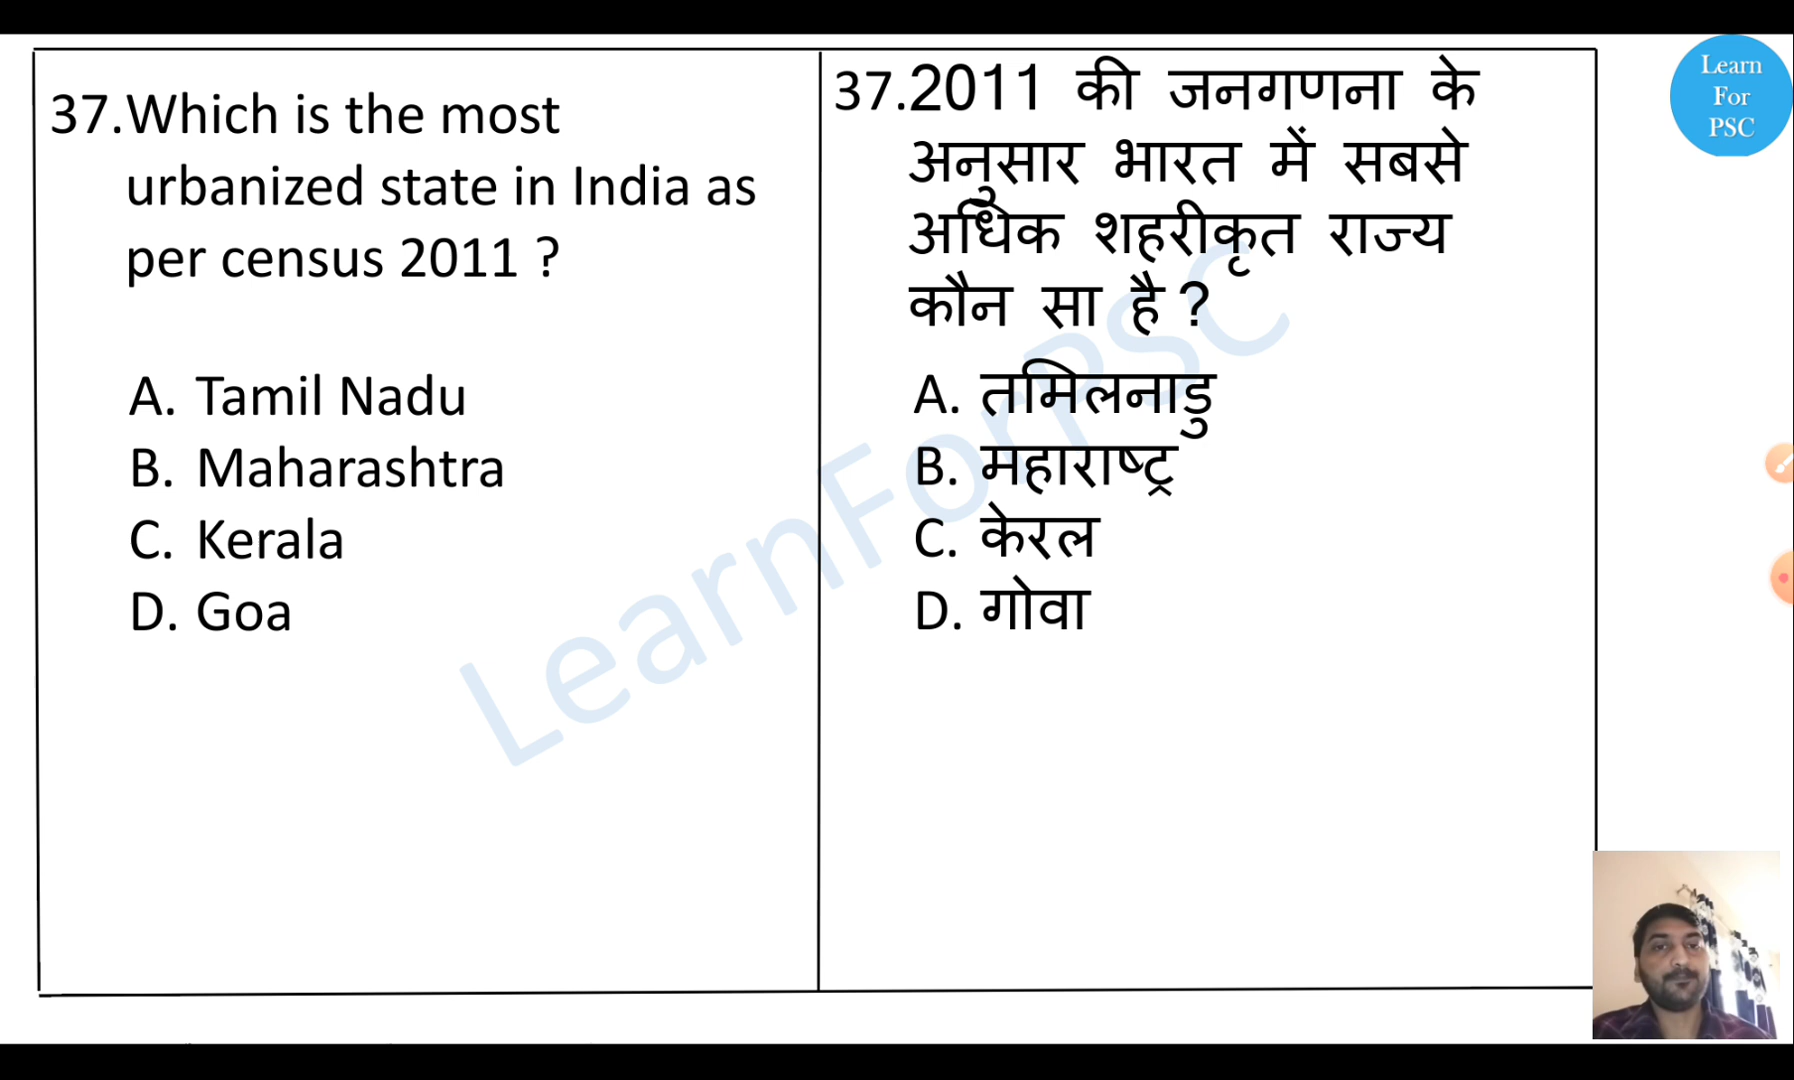 37.Which is the most
urbanized state in India as
per census 2011 ?
A. Tamil Nadu
B. Maharashtra
C. Kerala
D. Goa
37.2011 की जनगणना के
अनुसार भारत में सबसे
अधिक शहरीकृत राज्य
कौन सा है ?
A. तमिलनाडु
B. महाराष्ट्र
C. केरल
D. गोवा
Learn
For
PSC
LearnForPSC